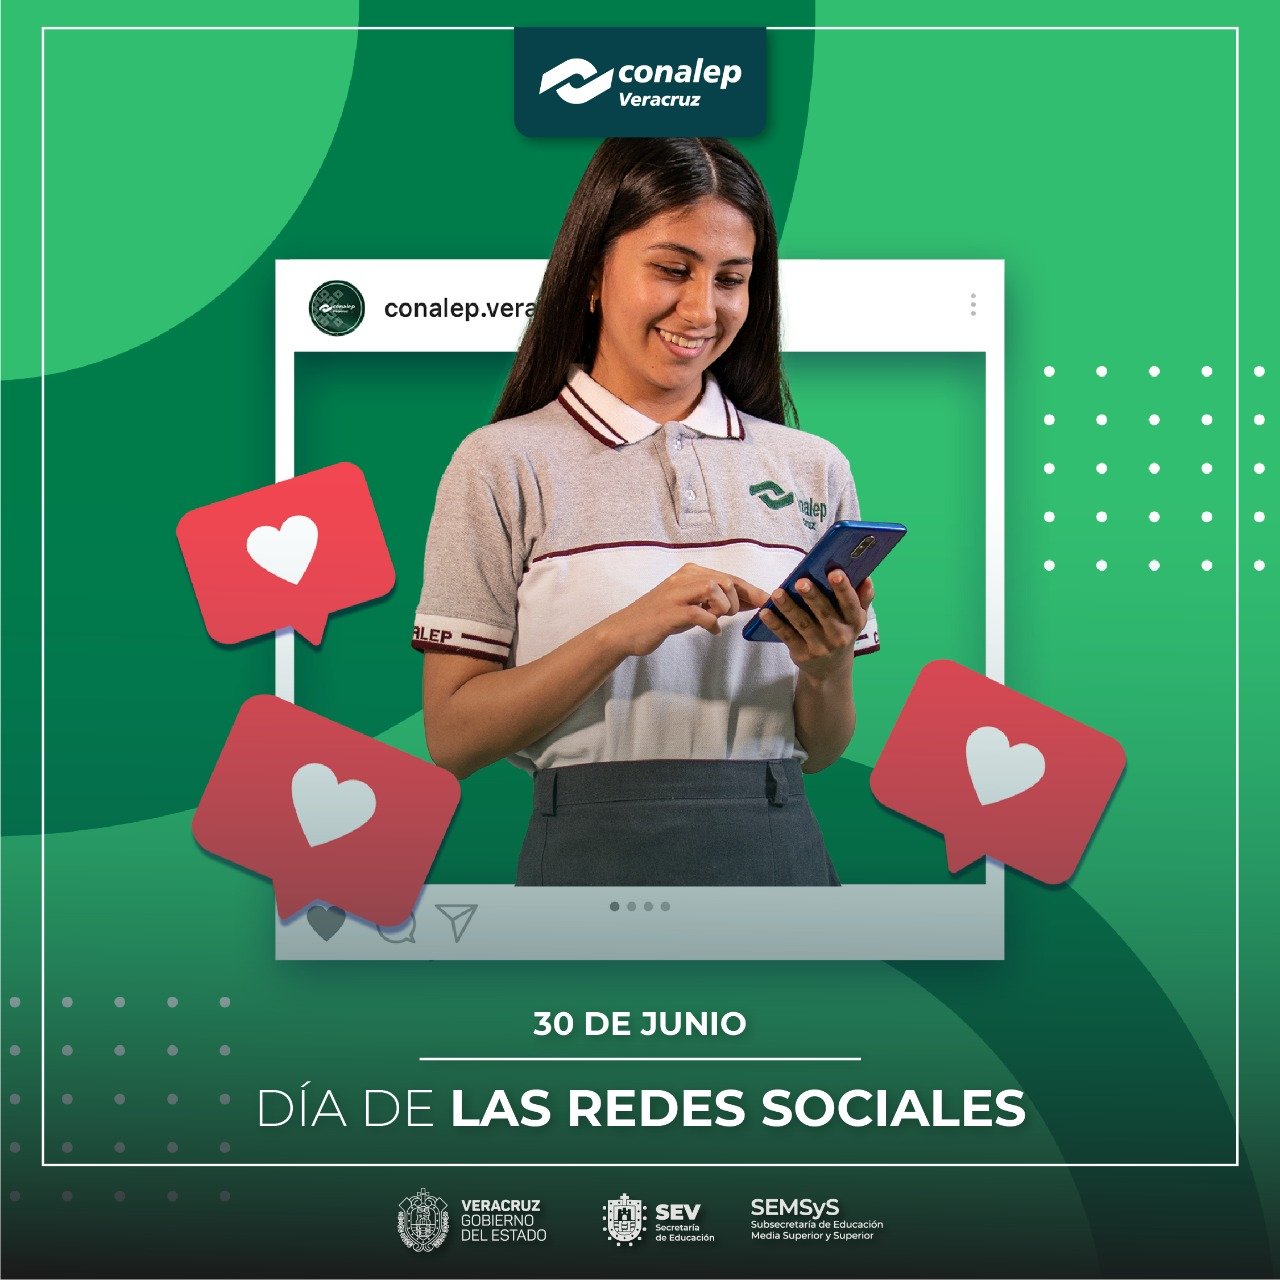 conalep
Veracruz
conalep.vera
conalep
nalep
ALEP
30 DE JUNIO
DÍA DE LAS REDES SOCIALES
VERACRUZ
GOBIERNO
DEL ESTADO
SEV
Secretaría
de Educación
SEMSyS
Subsecretaría de Educación
Media Superior y Superior